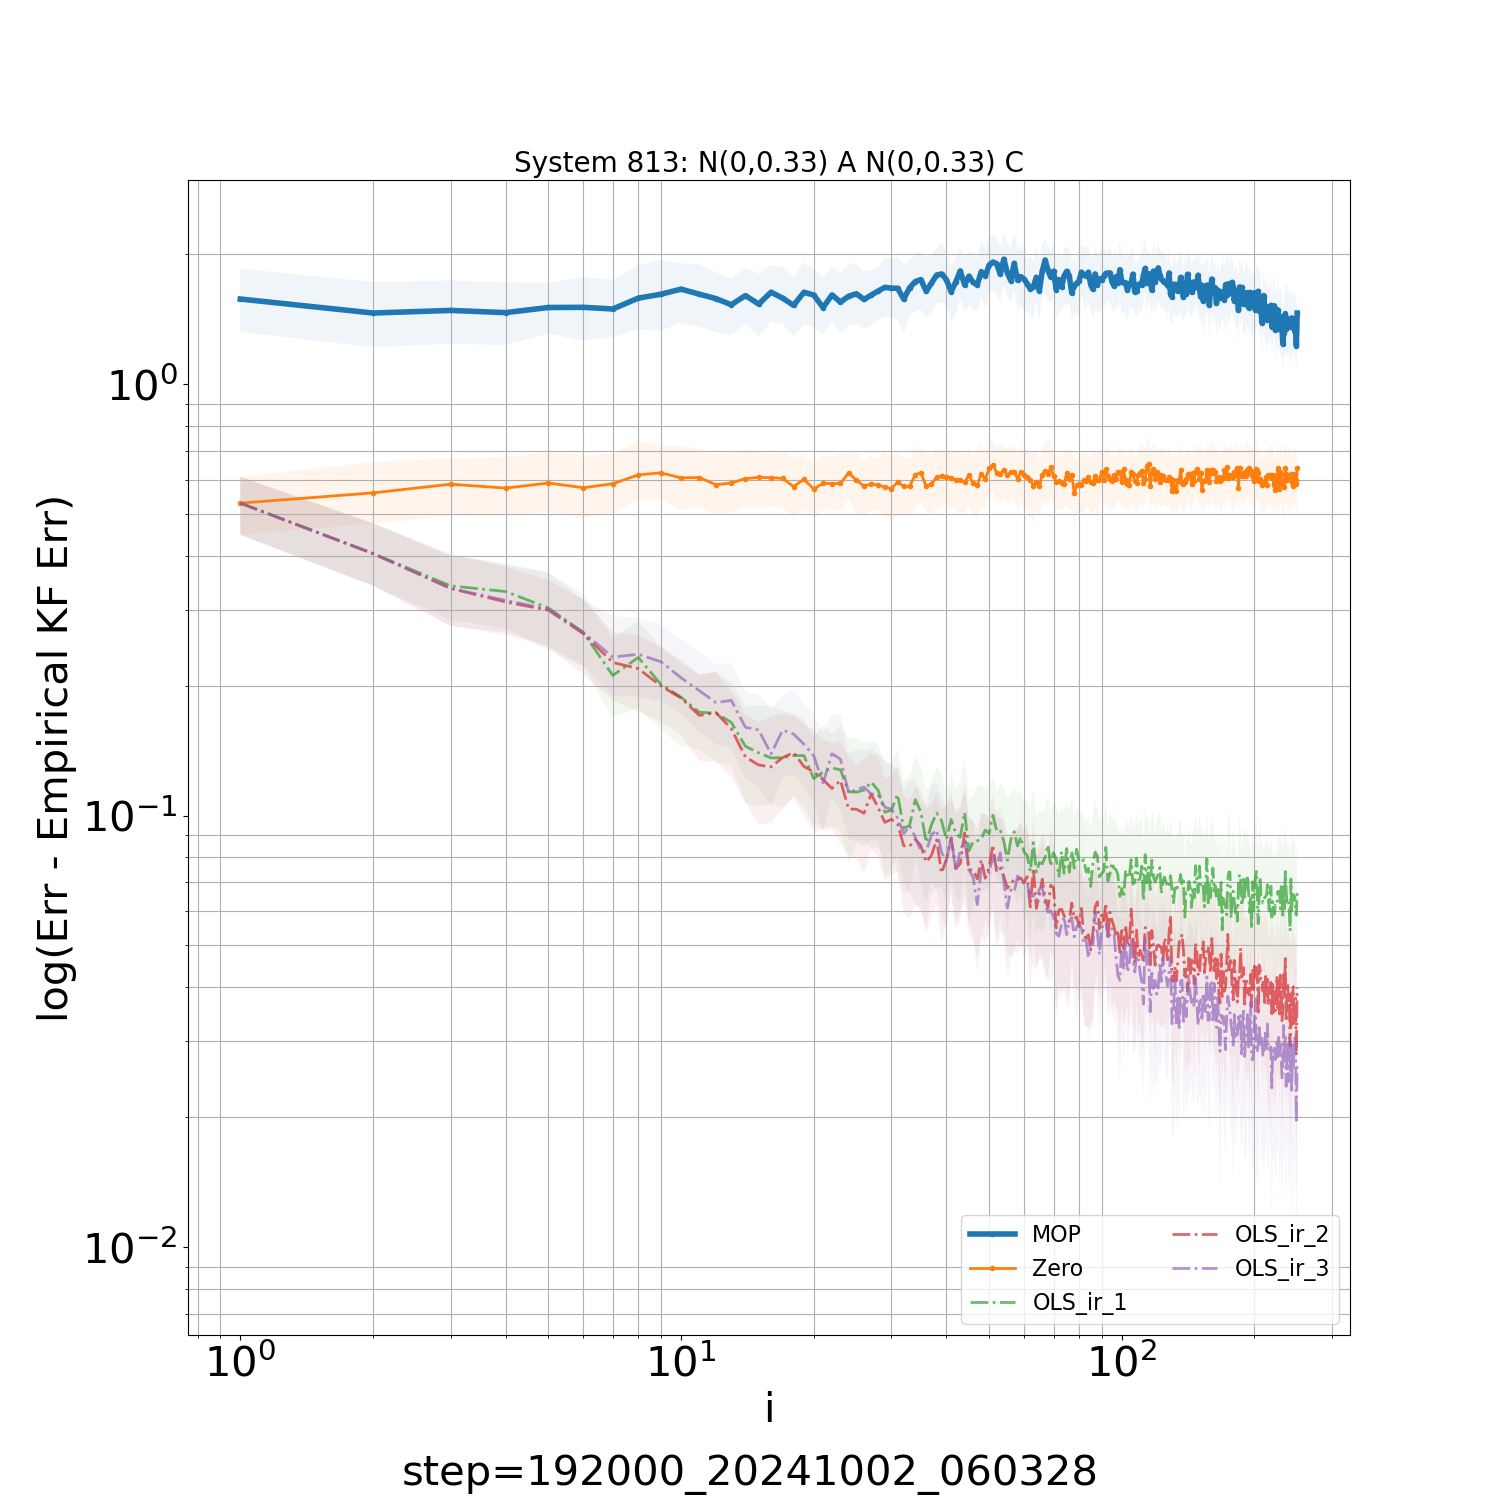 System 813: N(0,0.33) A N(0,0.33) C
log(Err - Empirical KF Err)
10^0
10^-1
10^-2
MOP
Zero
OLS_ir_1
OLS_ir_2
OLS_ir_3
10^0 10^1 10^2
i
step=192000_20241002_060328